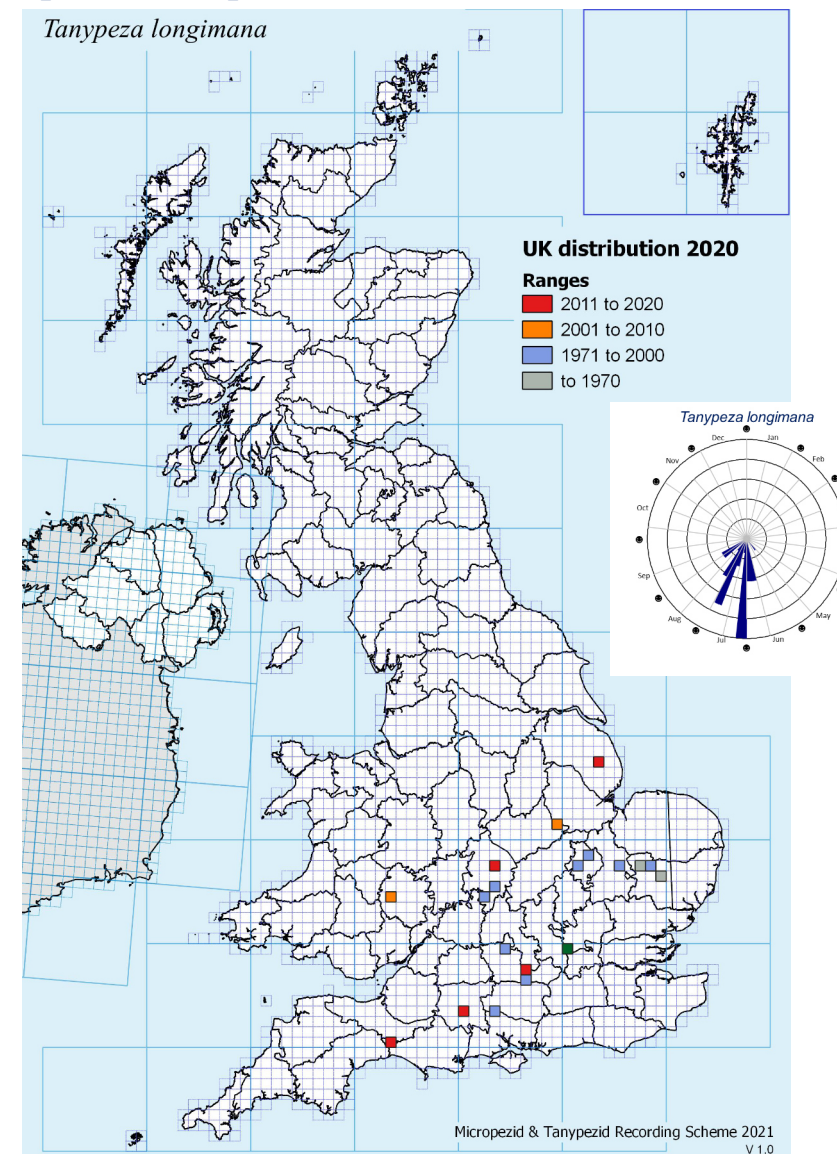 Tanypeza longimana
UK distribution 2020
Ranges
2011 to 2020
2001 to 2010
1971 to 2000
to 1970
Tanypeza longimana
Dec
Jan
Nov
Feb
Oct
Sep
May
Aug
Jul
Jun
Micropezid & Tanypezid Recording Scheme 2021
V 1.0